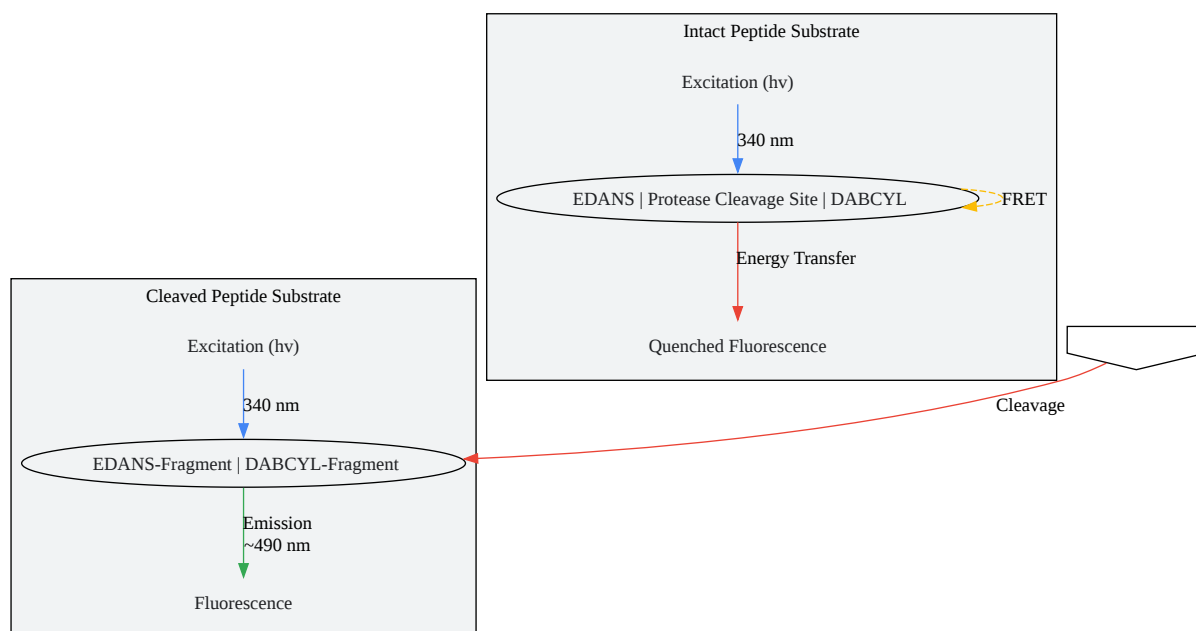 Intact Peptide Substrate
Excitation (hv)
340 nm
EDANS | Protease Cleavage Site | DABCYL
FRET
Energy Transfer
Quenched Fluorescence
Cleavage
Cleaved Peptide Substrate
Excitation (hv)
340 nm
EDANS-Fragment | DABCYL-Fragment
Emission
~490 nm
Fluorescence